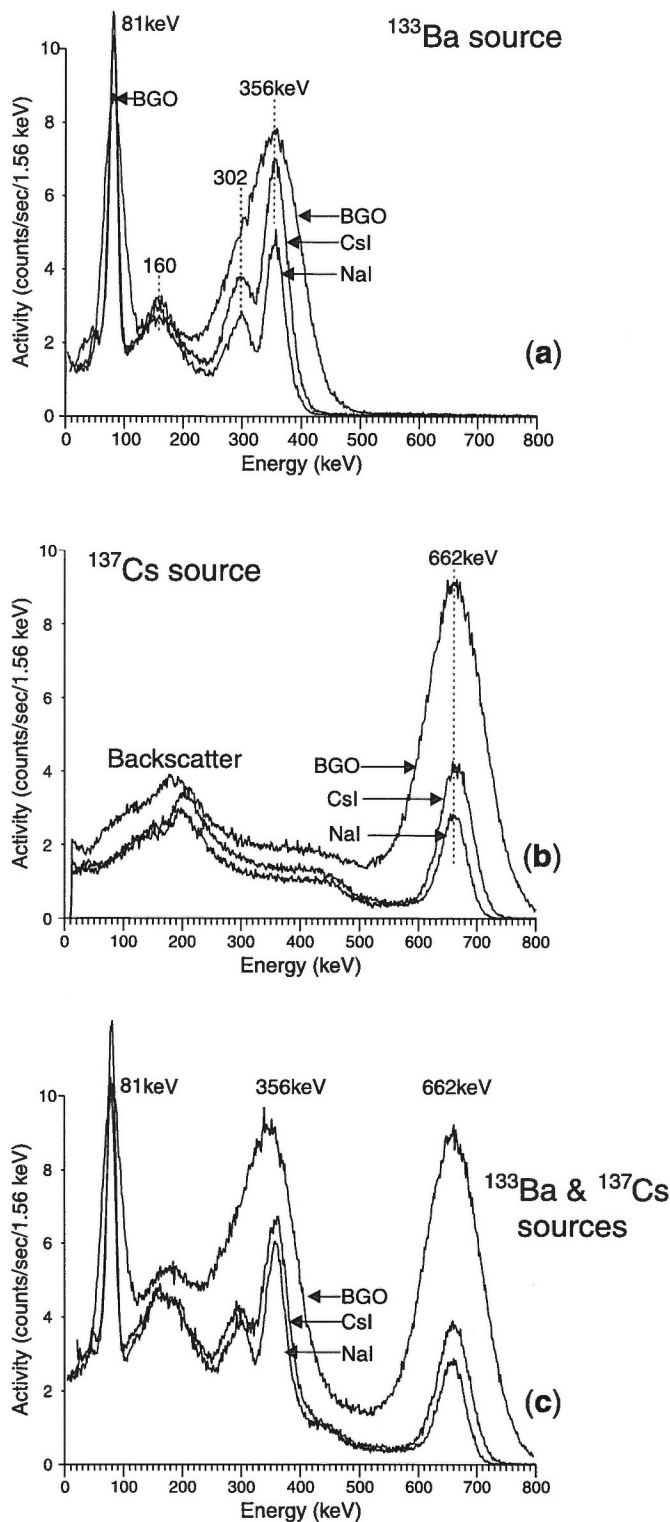 81keV
¹³³Ba source
10
BGO
356keV
8
302
BGO
6
CsI
160
4
NaI
2
(a)
0
0 100 200 300 400 500 600 700 800
Energy (keV)
Activity (counts/sec/1.56 keV)
10
¹³⁷Cs source
662keV
8
6
Backscatter
BGO
4
CsI
NaI
2
(b)
0
0 100 200 300 400 500 600 700 800
Energy (keV)
Activity (counts/sec/1.56 keV)
81keV
356keV
662keV
10
¹³³Ba & ¹³⁷Cs
sources
8
6
BGO
CsI
4
NaI
2
(c)
0
0 100 200 300 400 500 600 700 800
Energy (keV)
Activity (counts/sec/1.56 keV)